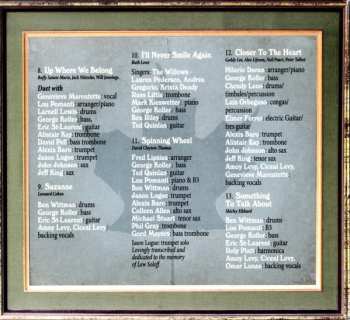 8. Up Where We Belong
Buffy Sainte-Marie, Jack Nitzsche, Will Jennings
Duet with
Genevieve Marentette; vocal
Lou Pomanti; arranger/piano
Larnell Lewis; drums
George Koller; bass,
Eric St-Laurent; guitar
Alistair Kay; trombone
David Pell; bass trombone
Alexis Baro; trumpet
Jason Logue; trumpet
John Johnson; sax
Jeff King; sax
9. Suzanne
Leonard Cohen
Ben Wittman; drums
George Koller; bass
Eric St-Laurent; guitar
Amoy Levy, Ciceal Levy;
backing vocals
10. I'll Never Smile Again
Ruth Lowe
Singers: The Willows -
Lauren Pederson, Andrea
Gregorio, Krista Deady
Russ Little; trombone
Mark Kieswetter; piano
George Koller; bass
Ben Riley; drums
Ted Quinlan; guitar
11. Spinning Wheel
David Clayton-Thomas
Fred Lipsius; arranger
George Koller; bass
Ted Quinlan; guitar
Lou Pomanti; piano & B3
Ben Wittman; drums
Jason Logue; trumpet
Alexis Baro; trumpet
Colleen Allen; alto sax
Michael Stuart; tenor sax
Phil Gray; trombone
Gord Meyers; bass trombone
Jason Logue; trumpet solo
Lovingly transcribed and
dedicated to the memory
of Lew Soloff
12. Closer To The Heart
Geddy Lee, Alex Lifeson, Neil Peart, Peter Talbot
Hilario Duran; arranger/piano
George Koller; bass
Chendy Leon; drums/
timbales/percussion
Luis Orbegoso; congas/
percussion
Elmer Ferrer; electric Guitar/
tres guitar
Alexis Baro; trumpet
Alistair Kay; trombone
John Johnson; alto sax
Jeff King; tenor sax
Amoy Levy, Ciceal Levy,
Genevieve Marentette;
backing vocals
13. Something
To Talk About
Shirley Eikhard
Ben Wittman; drums
Lou Pomanti; B3
George Koller; bass
Eric St-Laurent; guitar
Roly Platt; harmonica
Amoy Levy, Ciceal Levy,
Omar Lunan; backing vocals